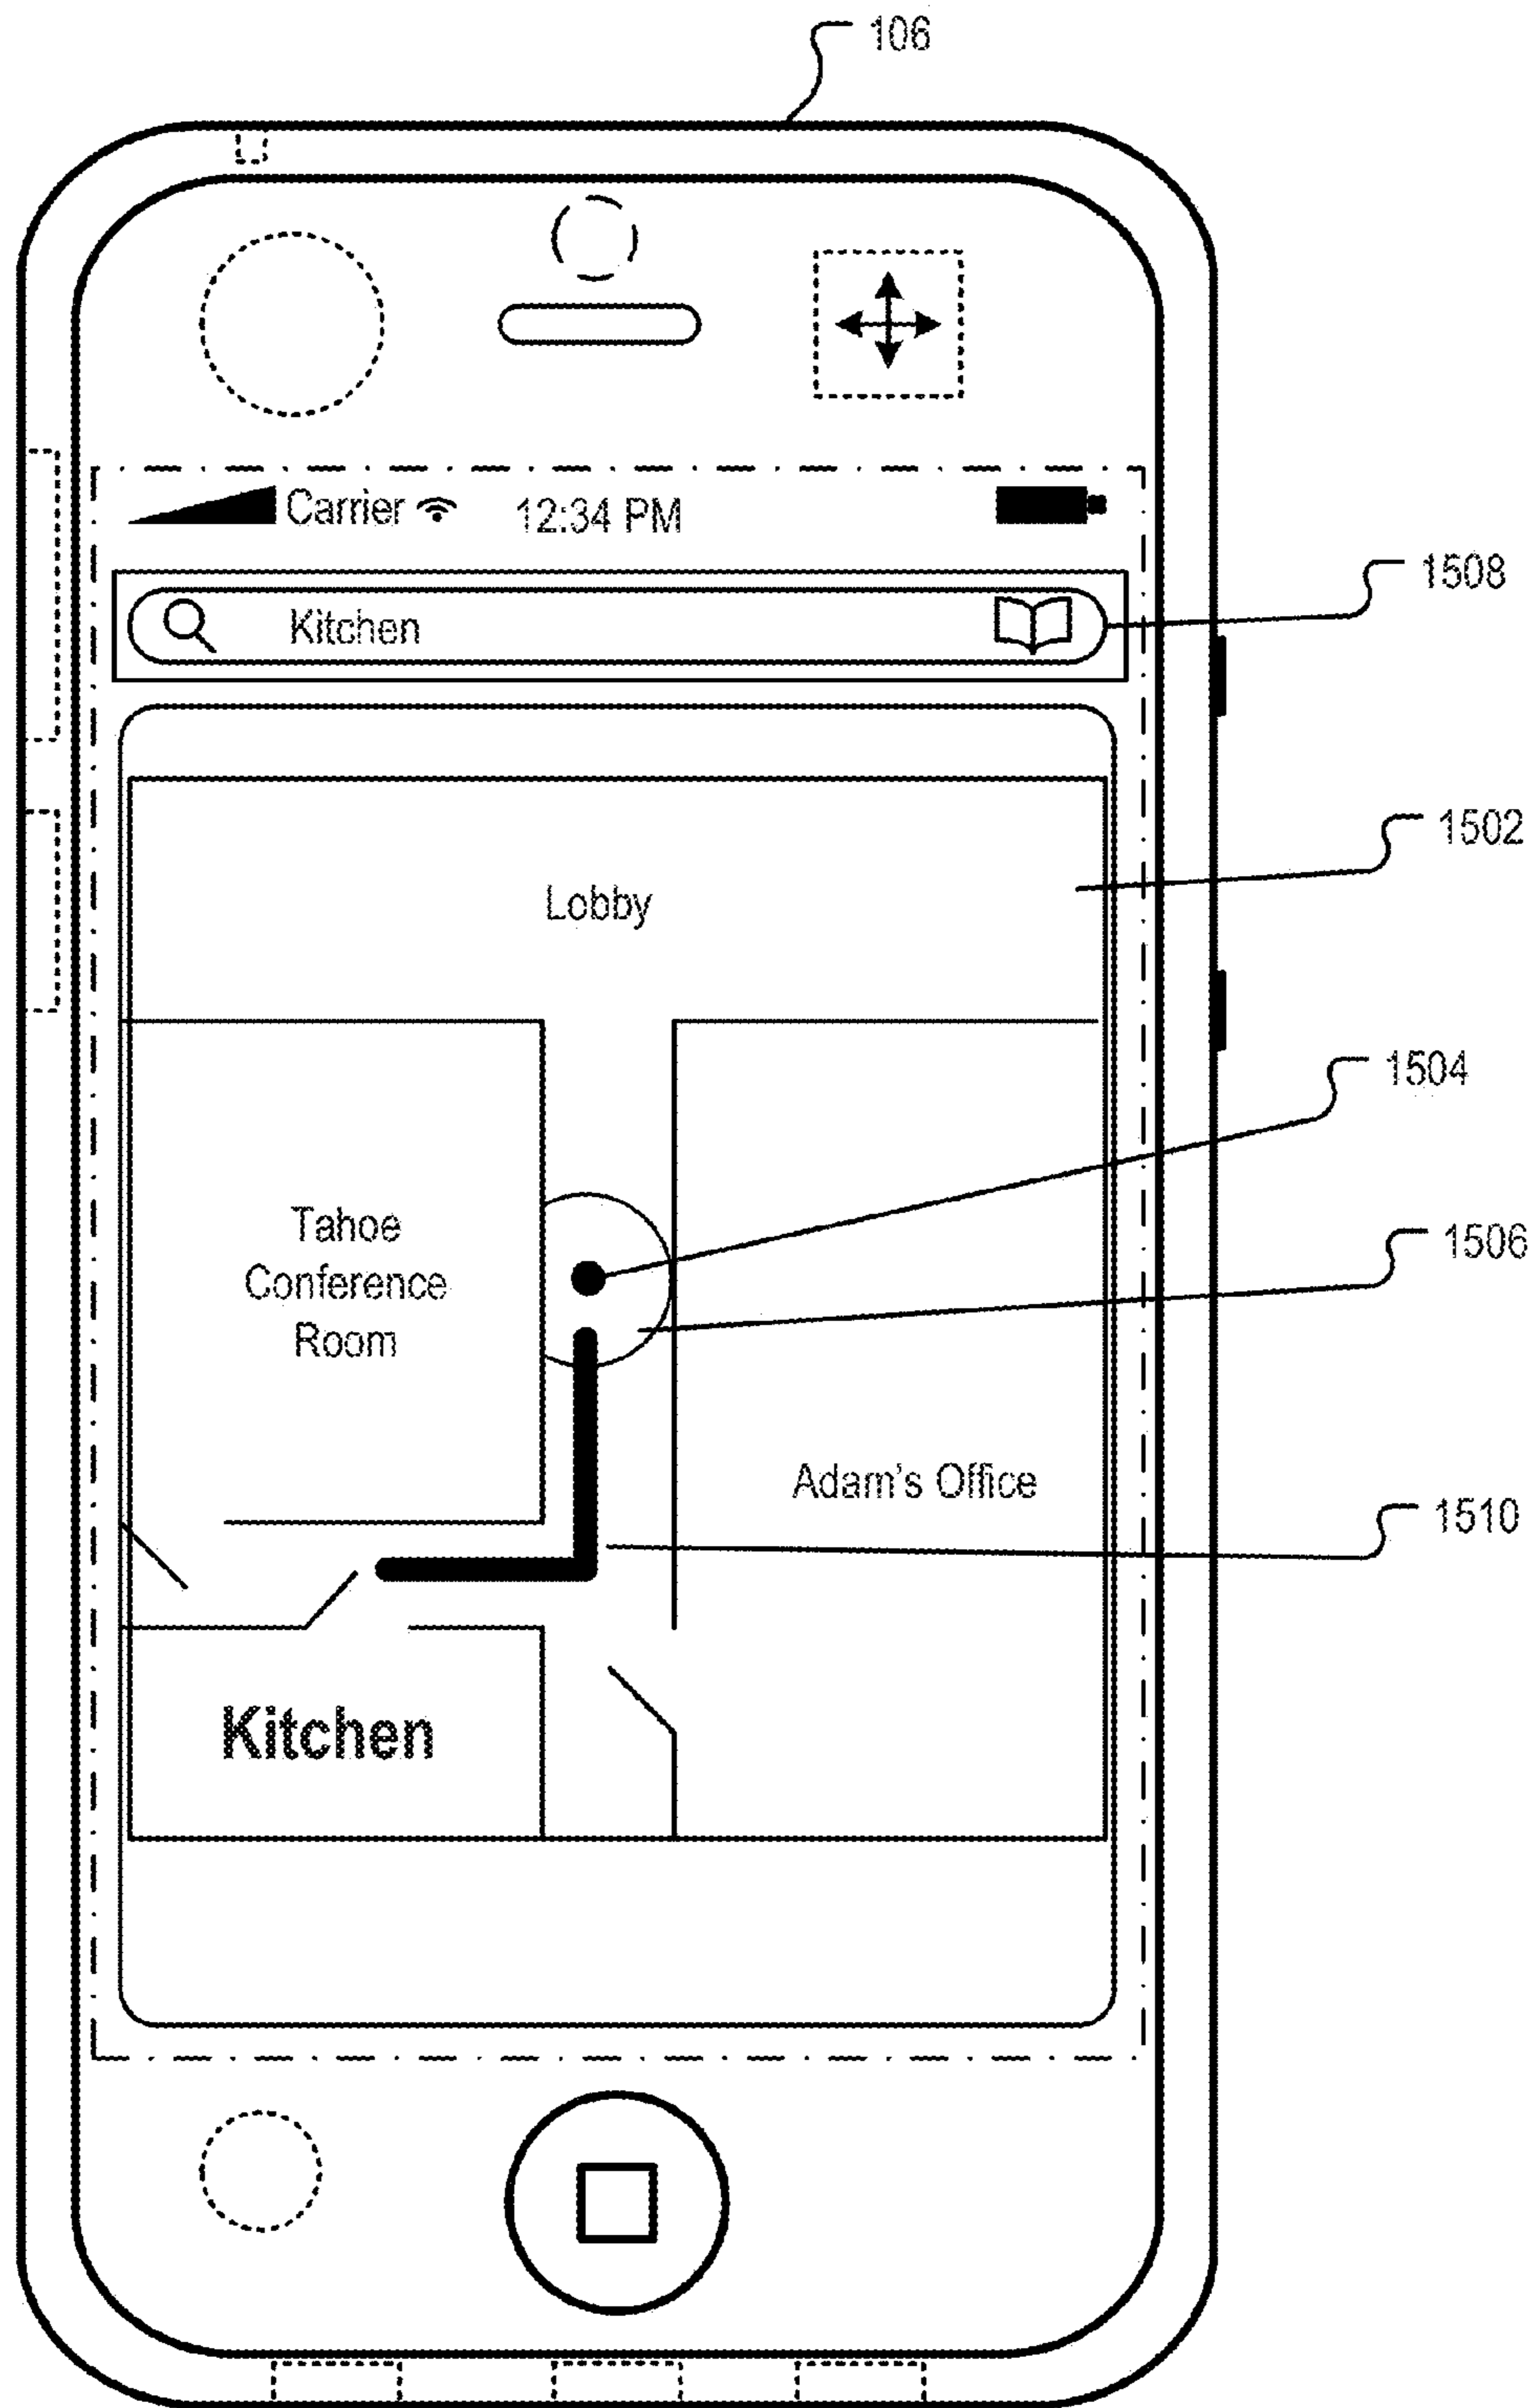 106
Carrier 12:34 PM
Kitchen
1508
1502
Lobby
1504
Tahoe
Conference
Room
1506
Adam's Office
1510
Kitchen